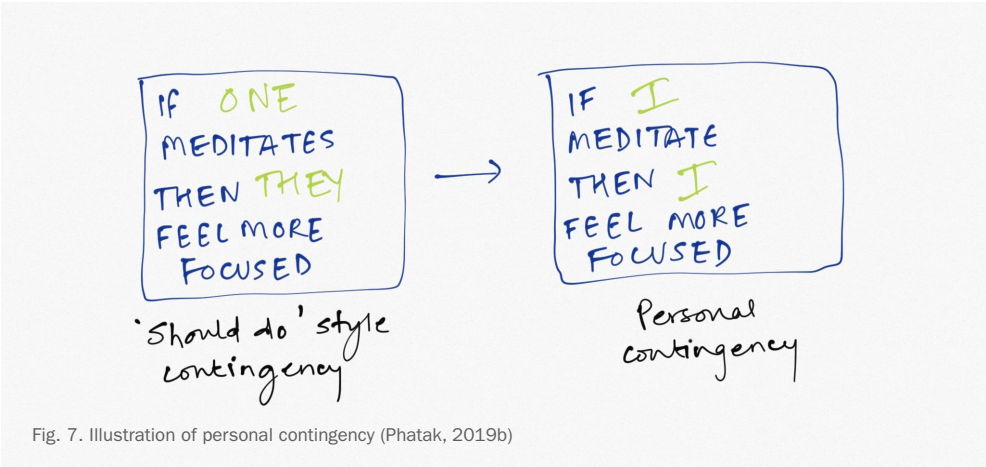 IF ONE
MEDITATES
THEN THEY
FEEL MORE
FOCUSED
'Should do' style
contingency
IF I
MEDITATE
THEN I
FEEL MORE
FOCUSED
Personal
contingency
Fig. 7. Illustration of personal contingency (Phatak, 2019b)